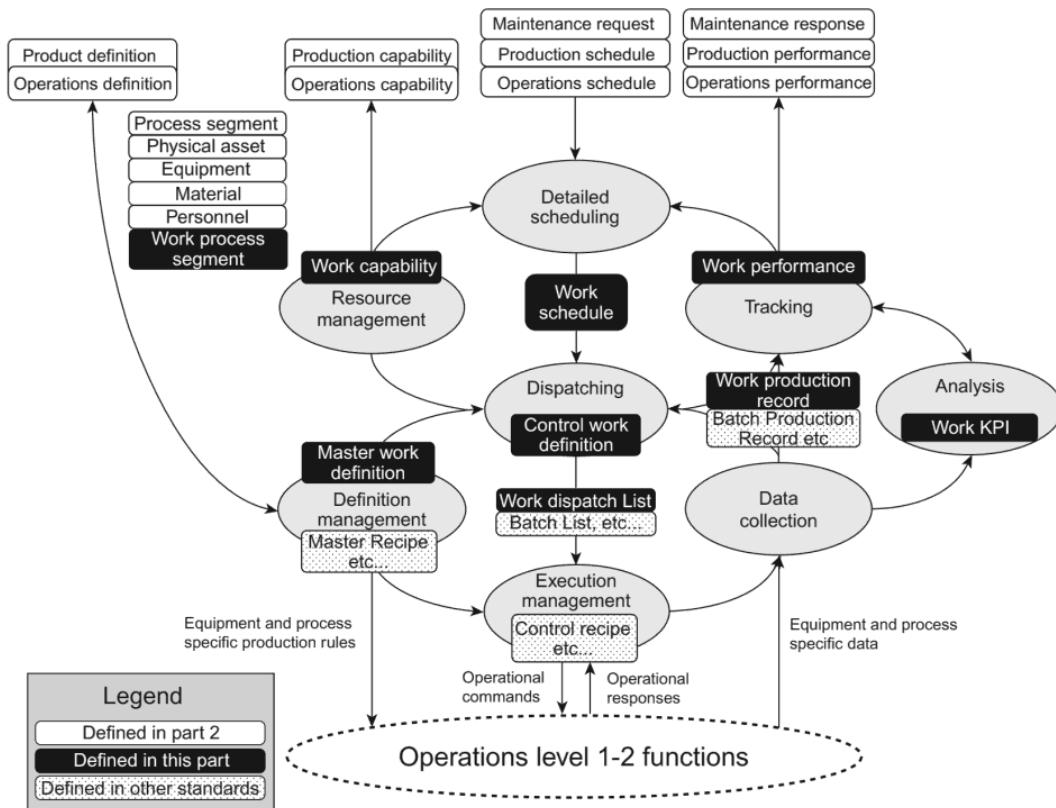 Product definition
Operations definition
Production capability
Operations capability
Maintenance request
Production schedule
Operations schedule
Maintenance response
Production performance
Operations performance
Process segment
Physical asset
Equipment
Material
Personnel
Work process
segment
Detailed
scheduling
Work capability
Resource
management
Work
schedule
Work performance
Tracking
Dispatching
Control work
definition
Work production
record
Batch Production
Record etc
Analysis
Work KPI
Master work
definition
Definition
management
Master Recipe
etc...
Work dispatch List
Batch List, etc...
Data
collection
Execution
management
Control recipe
etc...
Equipment and process
specific production rules
Equipment and process
specific data
Operational
commands
Operational
responses
Operations level 1-2 functions
Legend
Defined in part 2
Defined in this part
Defined in other standards